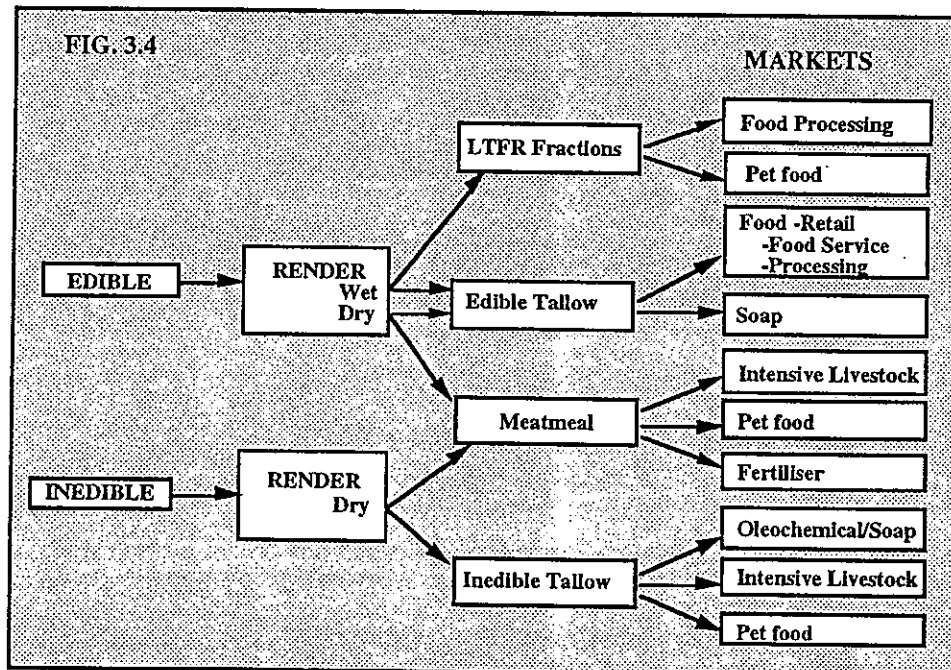 FIG. 3.4
MARKETS
LTFR Fractions
Food Processing
Pet food
Food -Retail
-Food Service
-Processing
EDIBLE
RENDER
Wet
Dry
Edible Tallow
Soap
Intensive Livestock
Meatmeal
Pet food
Fertiliser
INEDIBLE
RENDER
Dry
Oleochemical/Soap
Inedible Tallow
Intensive Livestock
Pet food